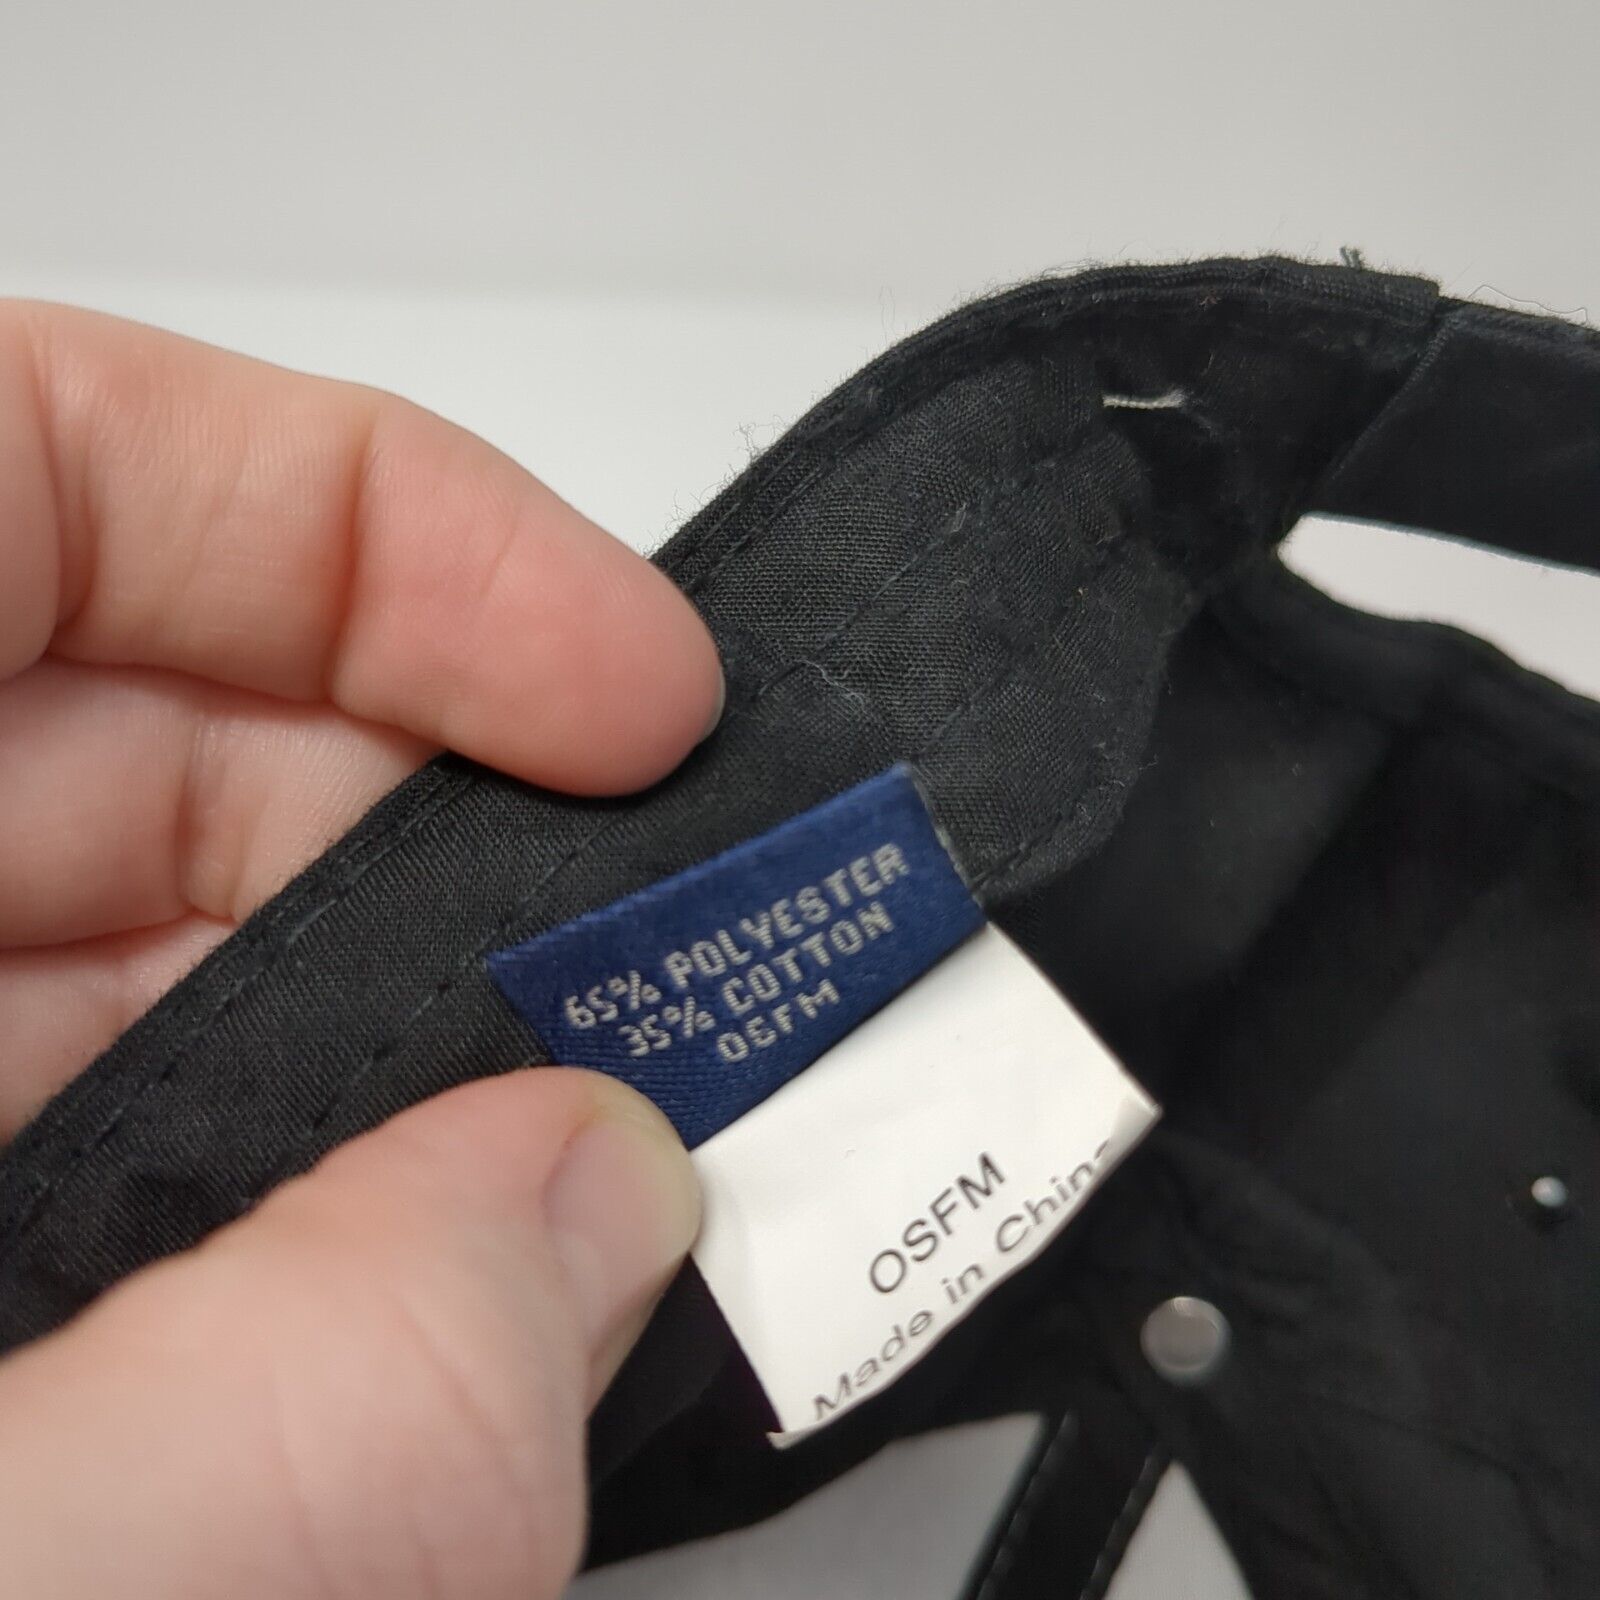 65% POLYESTER
35% COTTON
OSFM
OSFM
Made in China